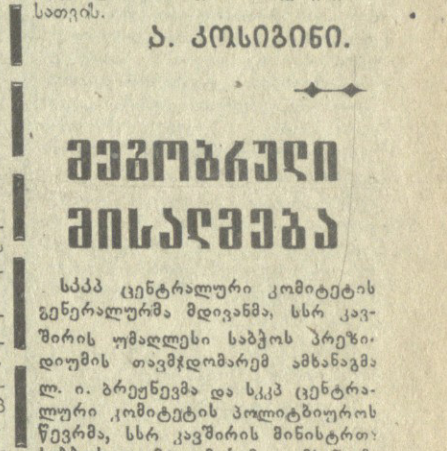 სათვის.
ა. კოსიგინი.
მეგობრული
მისალმება
სკკპ ცენტრალური კომიტეტის
გენერალურმა მდივანმა, სსრ კავ-
შირის უმაღლესი საბჭოს პრეზი-
დიუმის თავმჯდომარემ ამხანაგმა
ლ. ი. ბრეჟნევმა და სკკპ ცენტრა-
ლური კომიტეტის პოლიტბიუროს
წევრმა, სსრ კავშირის მინისტრთა